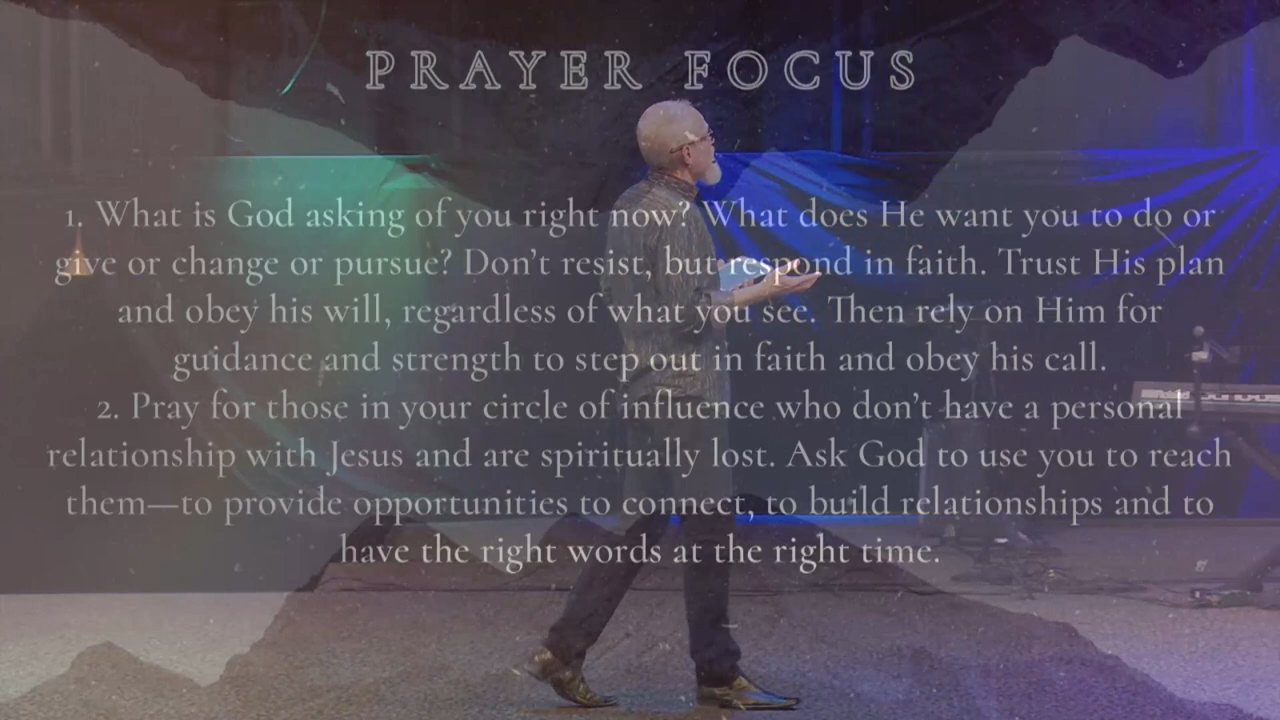 PRAYER FOCUS
1. What is God asking of you right now? What does He want you to do or
give or change or pursue? Don't resist, but respond in faith. Trust His plan
and obey his will, regardless of what you see. Then rely on Him for
guidance and strength to step out in faith and obey his call.
2. Pray for those in your circle of influence who don't have a personal
relationship with Jesus and are spiritually lost. Ask God to use you to reach
them—to provide opportunities to connect, to build relationships and to
have the right words at the right time.